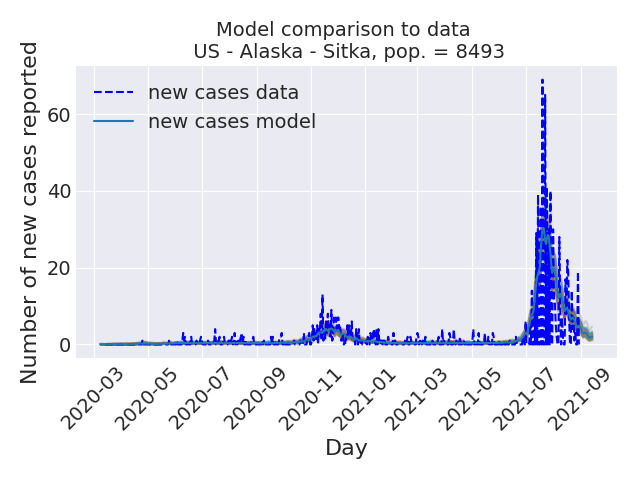 Model comparison to data
US - Alaska - Sitka, pop. = 8493
Number of new cases reported
60
40
20
0
new cases data
new cases model
2020-03
2020-05
2020-07
2020-09
2020-11
2021-01
2021-03
2021-05
2021-07
2021-09
Day